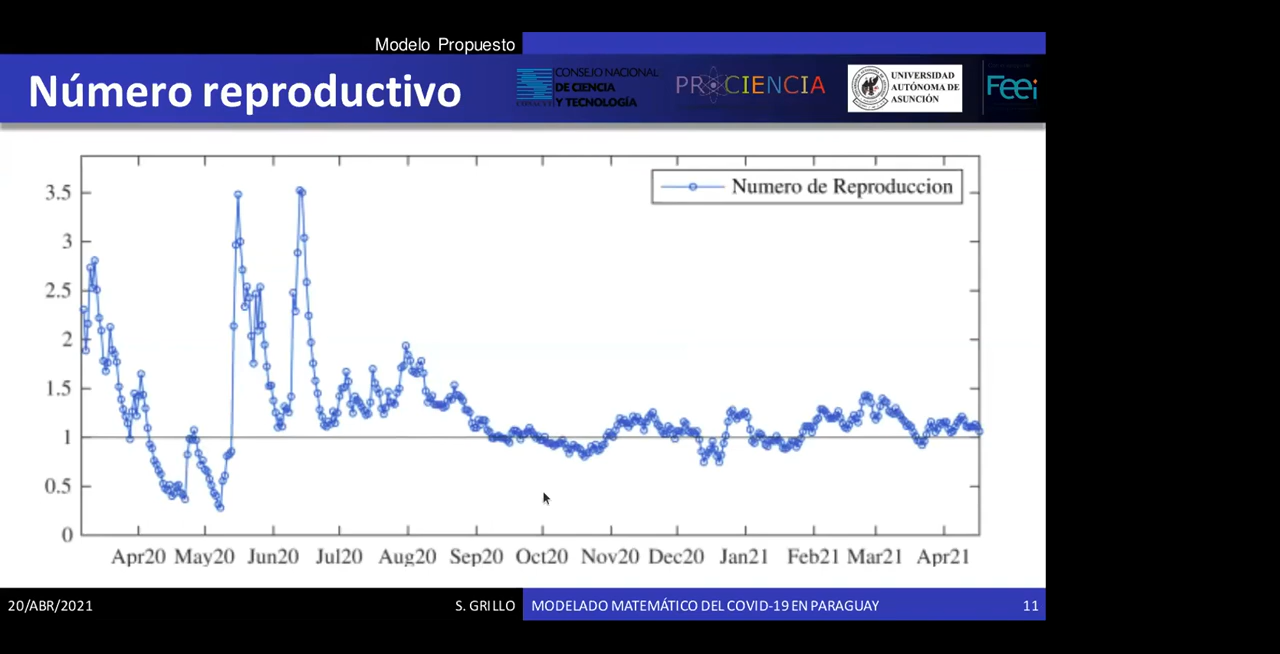 Modelo Propuesto
Número reproductivo
CONSEJO NACIONAL
DE CIENCIA
Y TECNOLOGÍA
CONACYT
PROCIENCIA
UNIVERSIDAD
AUTÓNOMA DE
ASUNCIÓN
Feei
Numero de Reproduccion
3.5
3
2.5
2
1.5
1
0.5
0
Apr20 May20 Jun20 Jul20 Aug20 Sep20 Oct20 Nov20 Dec20 Jan21 Feb21 Mar21 Apr21
20/ABR/2021 S. GRILLO MODELADO MATEMÁTICO DEL COVID-19 EN PARAGUAY 11